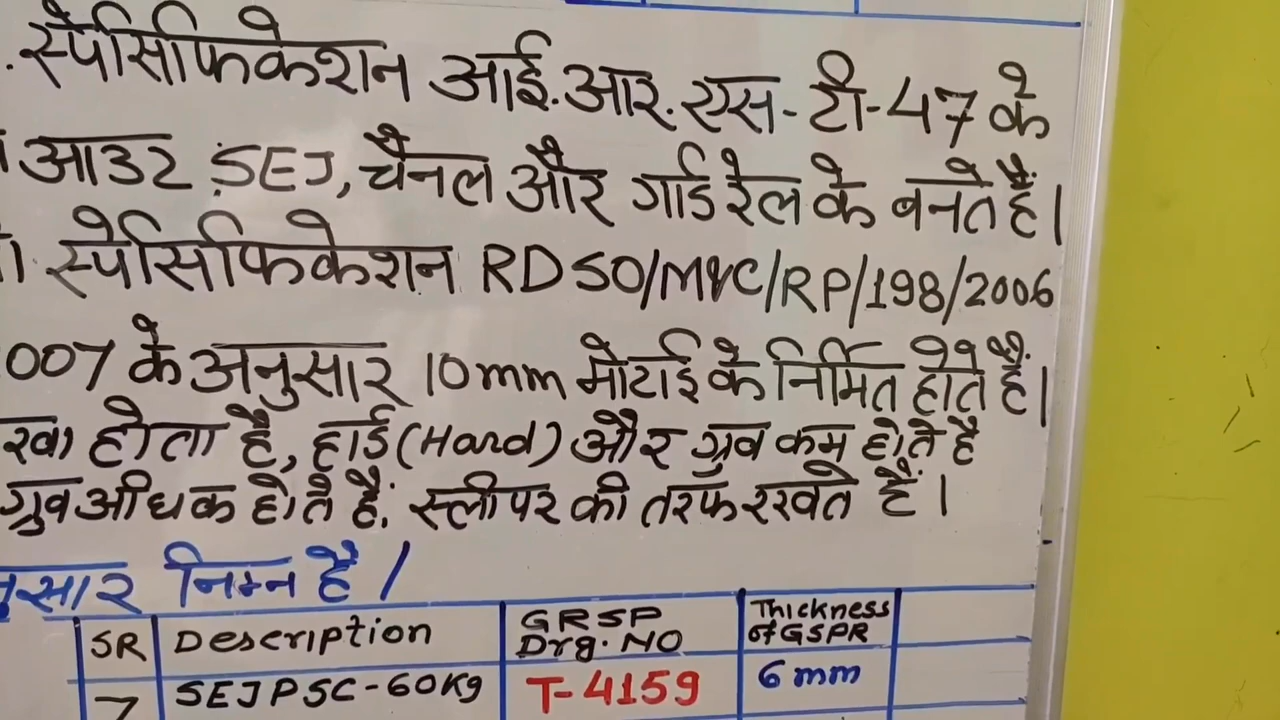 स्पेसिफिकेशन आई.आर.एस-टी-47 के
आउट SEJ, चैनल और गार्ड रेल के बनते हैं।
स्पेसिफिकेशन RDSO/M&C/RP/198/2006
007 के अनुसार 10mm मोटाई के निर्मित होते हैं।
रखा होता है, हार्ड (Hard) और ग्रुव कम होते है
ग्रुव अधिक होते हैं, स्लीपर की तरफ रखते हैं।
नुसार निम्न है।
SR Description GRSP Drg. NO Thickness of GSPR
7 SEJ PSC-60Kg T-4159 6mm